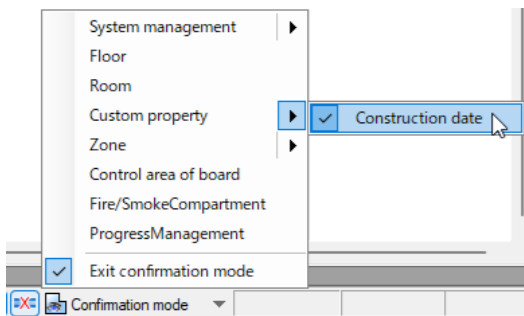 System management
Floor
Room
Custom property
Construction date
Zone
Control area of board
Fire/SmokeCompartment
ProgressManagement
Exit confirmation mode
=X= Confirmation mode